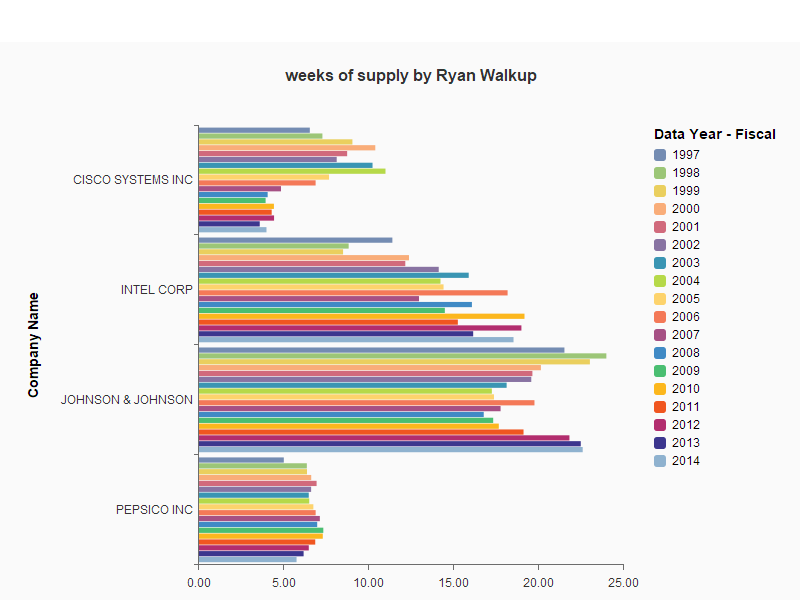 weeks of supply by Ryan Walkup
Data Year - Fiscal
1997
1998
1999
2000
2001
2002
2003
2004
2005
2006
2007
2008
2009
2010
2011
2012
2013
2014
Company Name
CISCO SYSTEMS INC
INTEL CORP
JOHNSON & JOHNSON
PEPSICO INC
0.00 5.00 10.00 15.00 20.00 25.00